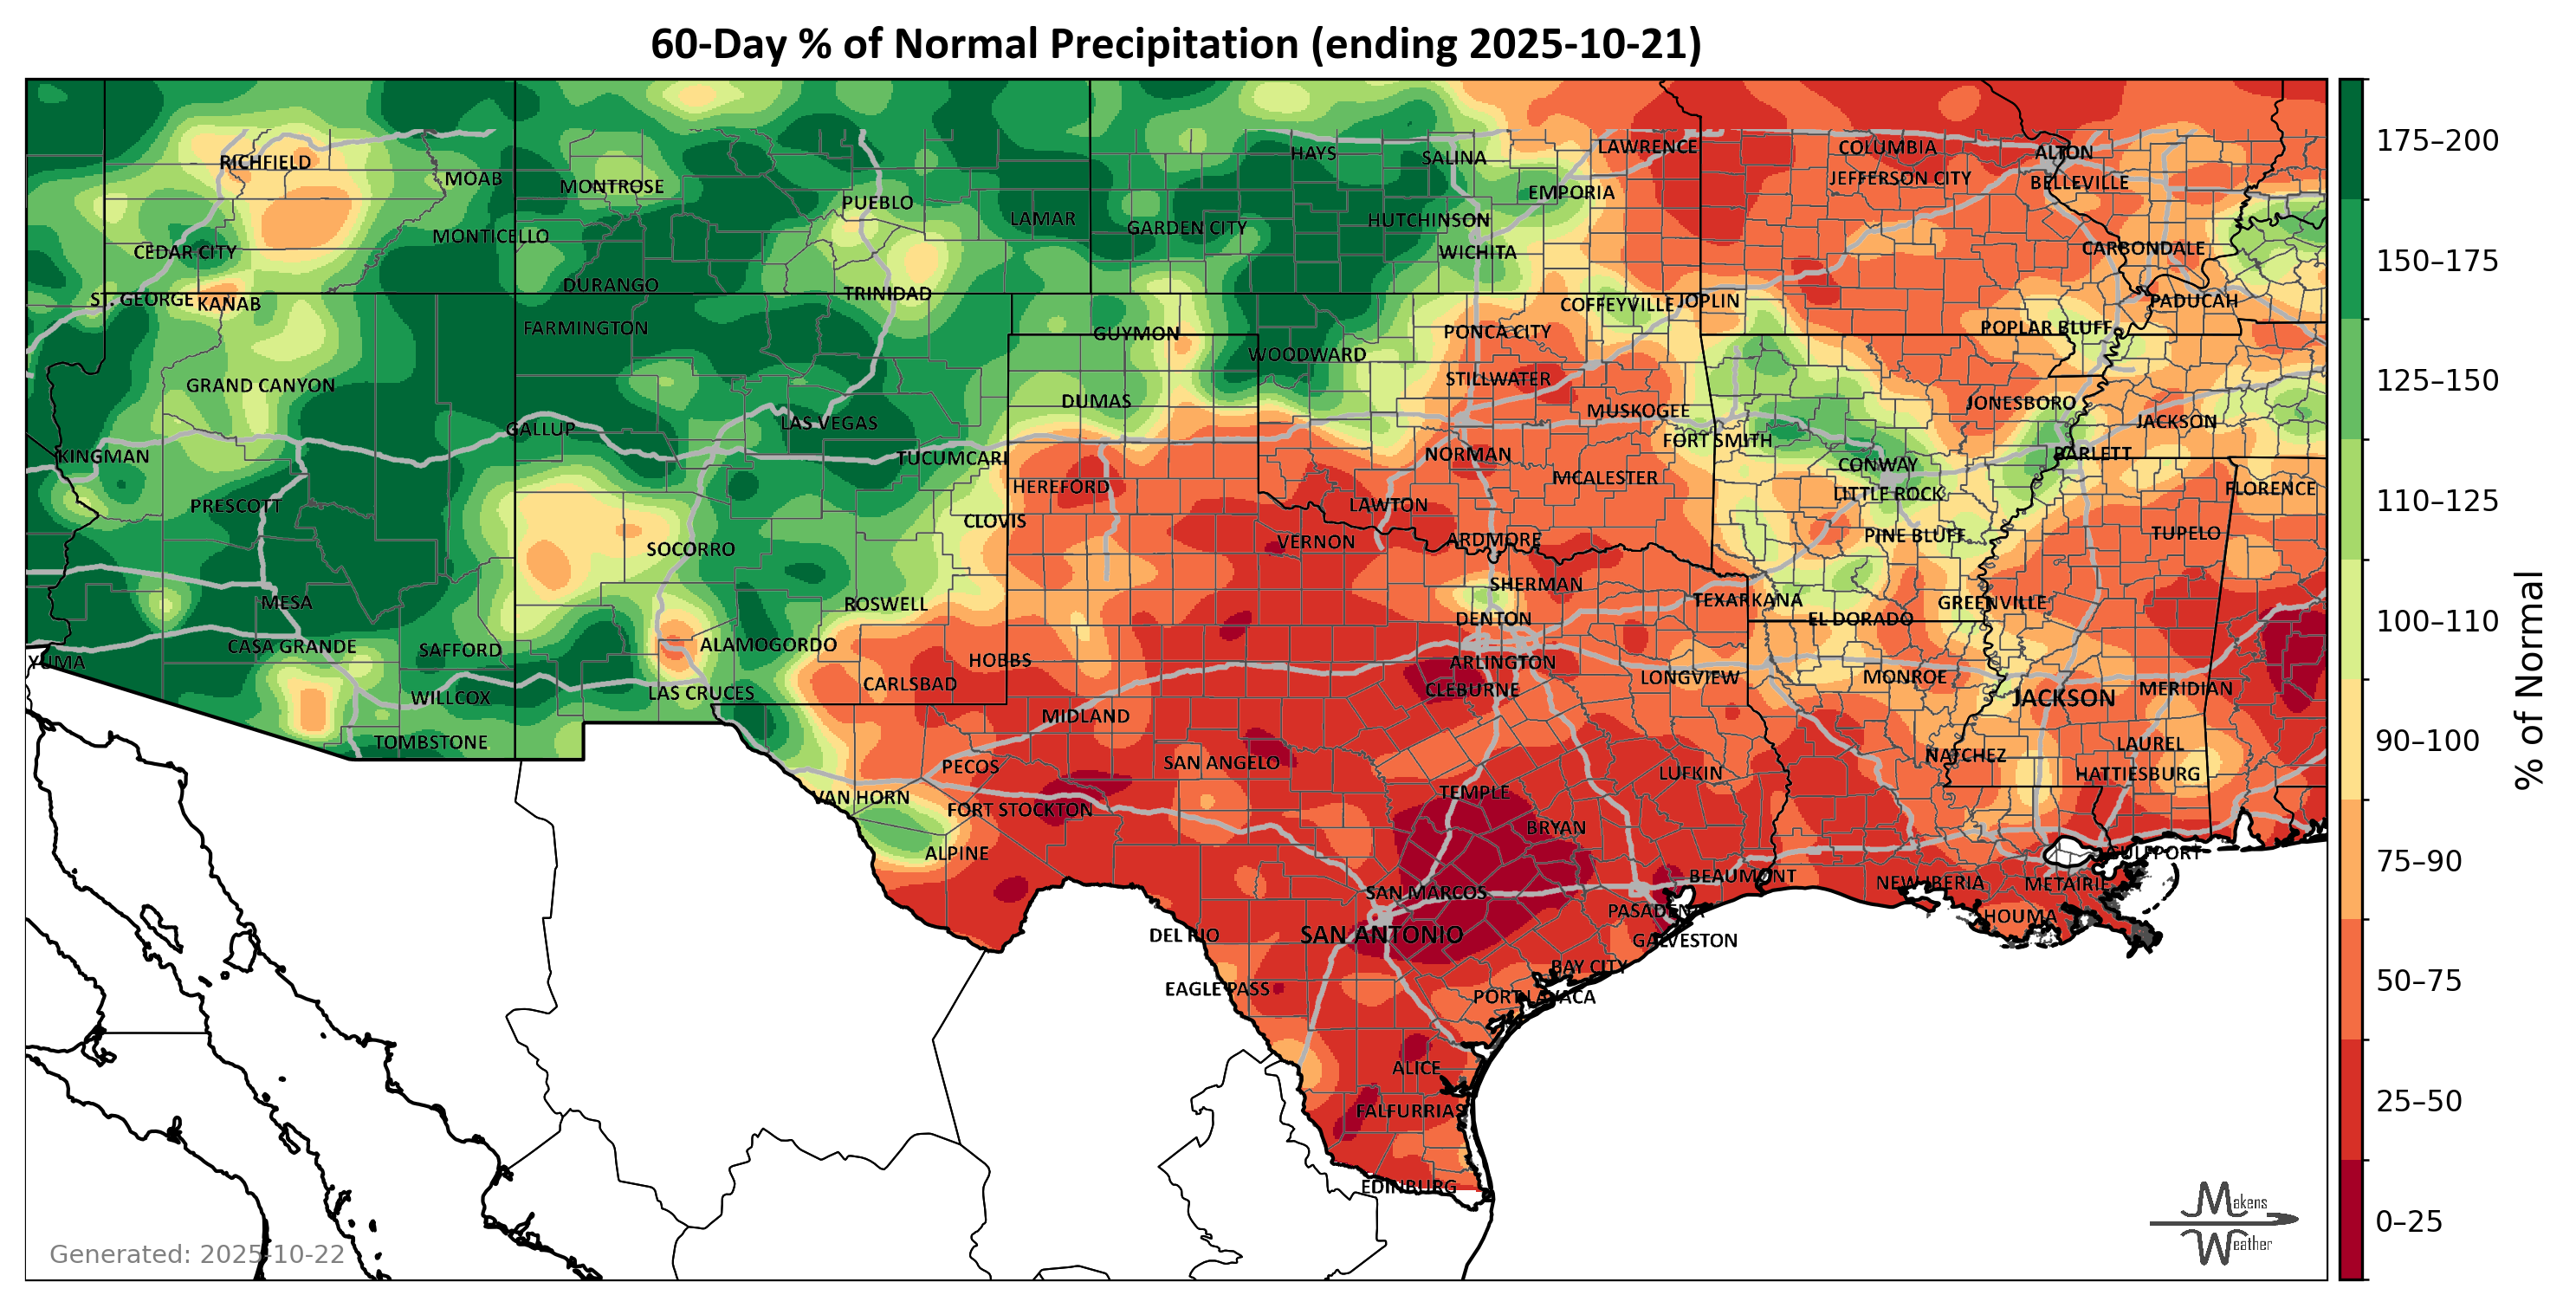 60-Day % of Normal Precipitation (ending 2025-10-21)
RICHFIELD
MOAB
MONTROSE
PUEBLO
LAMAR
HAYS
SALINA
LAWRENCE
COLUMBIA
ALTON
JEFFERSON CITY
BELLEVILLE
EMPORIA
GARDEN CITY
HUTCHINSON
WICHITA
MONTICELLO
CEDAR CITY
CARBONDALE
DURANGO
TRINIDAD
ST. GEORGE
KANAB
COFFEYVILLE
JOPLIN
PADUCAH
FARMINGTON
GUYMON
PONCA CITY
POPLAR BLUFF
WOODWARD
GRAND CANYON
STILLWATER
DUMAS
MUSKOGEE
JONESBORO
JACKSON
GALLUP
LAS VEGAS
FORT SMITH
KINGMAN
TUCUMCARI
NORMAN
CONWAY
BARLETT
HEREFORD
MCALESTER
LITTLE ROCK
FLORENCE
PRESCOTT
LAWTON
CLOVIS
SOCORRO
VERNON
ARDMORE
PINE BLUFF
TUPELO
SHERMAN
MESA
ROSWELL
TEXARKANA
GREENVILLE
DENTON
EL DORADO
CASA GRANDE
SAFFORD
ALAMOGORDO
YUMA
HOBBS
ARLINGTON
CARLSBAD
CLEBURNE
LONGVIEW
MONROE
MERIDIAN
WILLCOX
LAS CRUCES
JACKSON
MIDLAND
TOMBSTONE
LAUREL
NATCHEZ
PECOS
SAN ANGELO
LUFKIN
HATTIESBURG
VAN HORN
FORT STOCKTON
TEMPLE
BRYAN
ALPINE
GULFPORT
BEAUMONT
NEW IBERIA
METAIRIE
SAN MARCOS
PASADENA
HOUMA
DEL RIO
SAN ANTONIO
GALVESTON
BAY CITY
EAGLE PASS
PORT LAVACA
ALICE
FALFURRIAS
EDINBURG
175–200
150–175
125–150
110–125
100–110
90–100
75–90
50–75
25–50
0–25
% of Normal
Makens
Weather
Generated: 2025-10-22